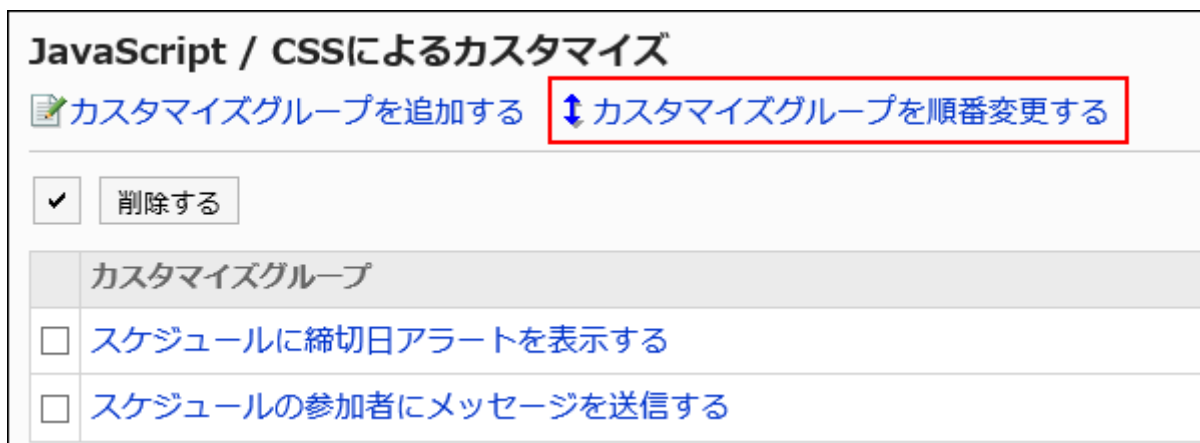 JavaScript / CSSによるカスタマイズ
カスタマイズグループを追加する カスタマイズグループを順番変更する
削除する
カスタマイズグループ
スケジュールに締切日アラートを表示する
スケジュールの参加者にメッセージを送信する